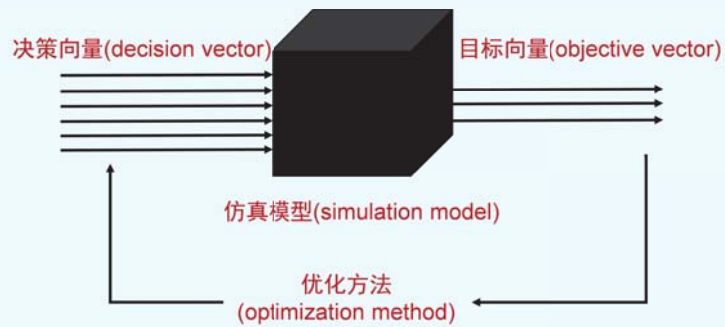 决策向量(decision vector)
目标向量(objective vector)
仿真模型(simulation model)
优化方法
(optimization method)